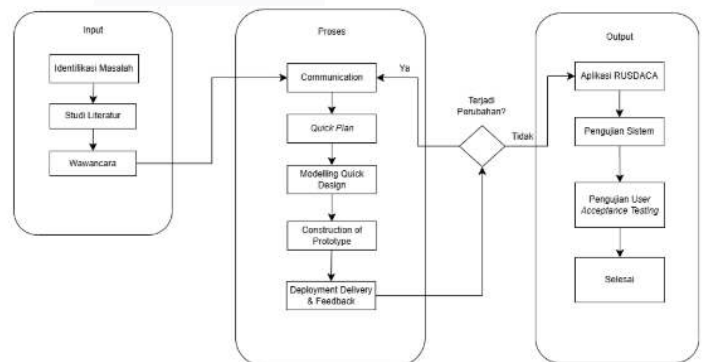 Input
Identifikasi Masalah
Studi Literatur
Wawancara
Proses
Communication
Quick Plan
Modelling Quick
Design
Construction of
Prototype
Deployment Delivery
& Feedback
Ya
Terjadi
Perubahan?
Tidak
Output
Aplikasi RUSDACA
Pengujian Sistem
Pengujian User
Acceptance Testing
Selesai